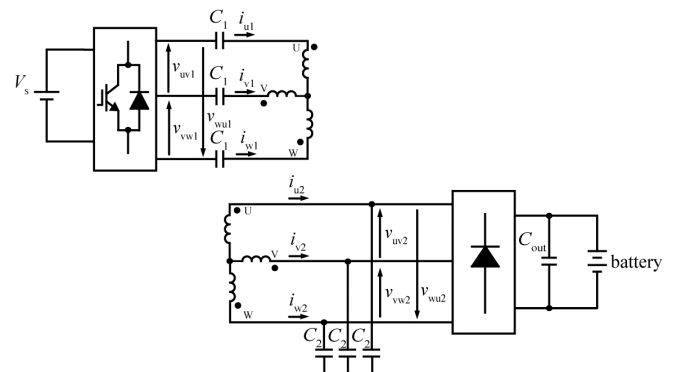 C1 iu1
U
Vs
vuv1
C1 iv1
V
vvw1
vwu1
C1 iw1
W
iu2
U
iv2
V
vuv2
Cout
battery
iw2
W
vvw2
vwu2
C2 C2 C2